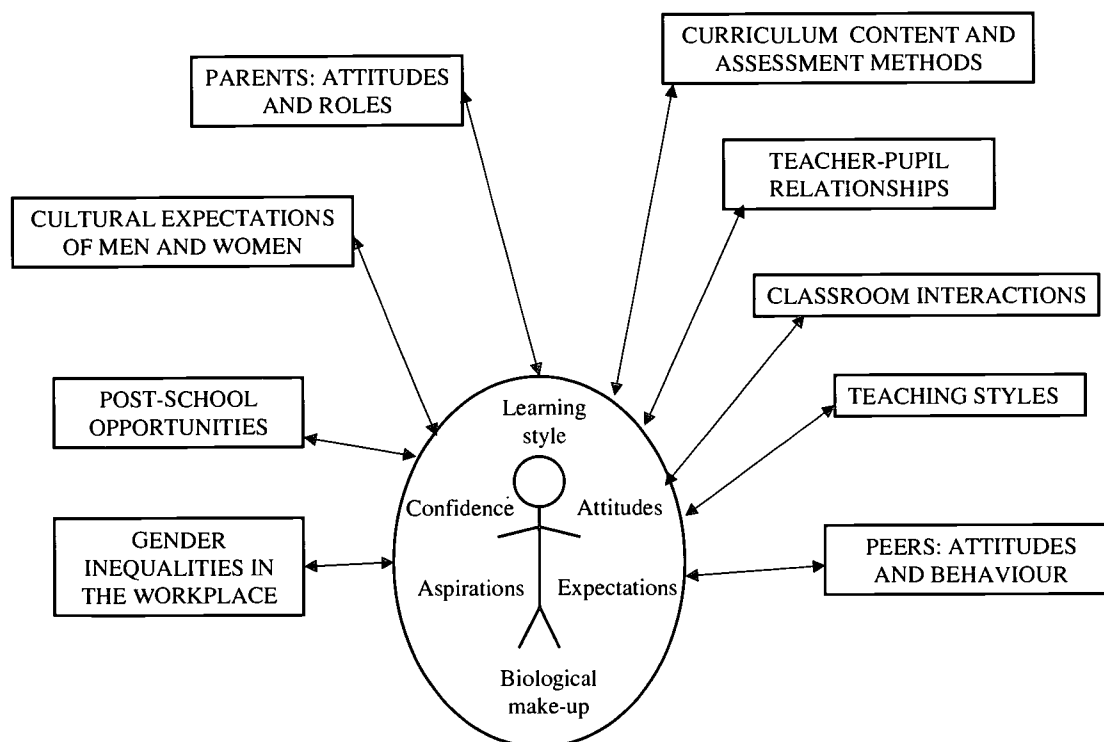 CURRICULUM CONTENT AND
ASSESSMENT METHODS
PARENTS: ATTITUDES
AND ROLES
TEACHER-PUPIL
RELATIONSHIPS
CULTURAL EXPECTATIONS
OF MEN AND WOMEN
CLASSROOM INTERACTIONS
POST-SCHOOL
OPPORTUNITIES
TEACHING STYLES
GENDER
INEQUALITIES IN
THE WORKPLACE
PEERS: ATTITUDES
AND BEHAVIOUR
Learning
style
Confidence
Attitudes
Aspirations
Expectations
Biological
make-up